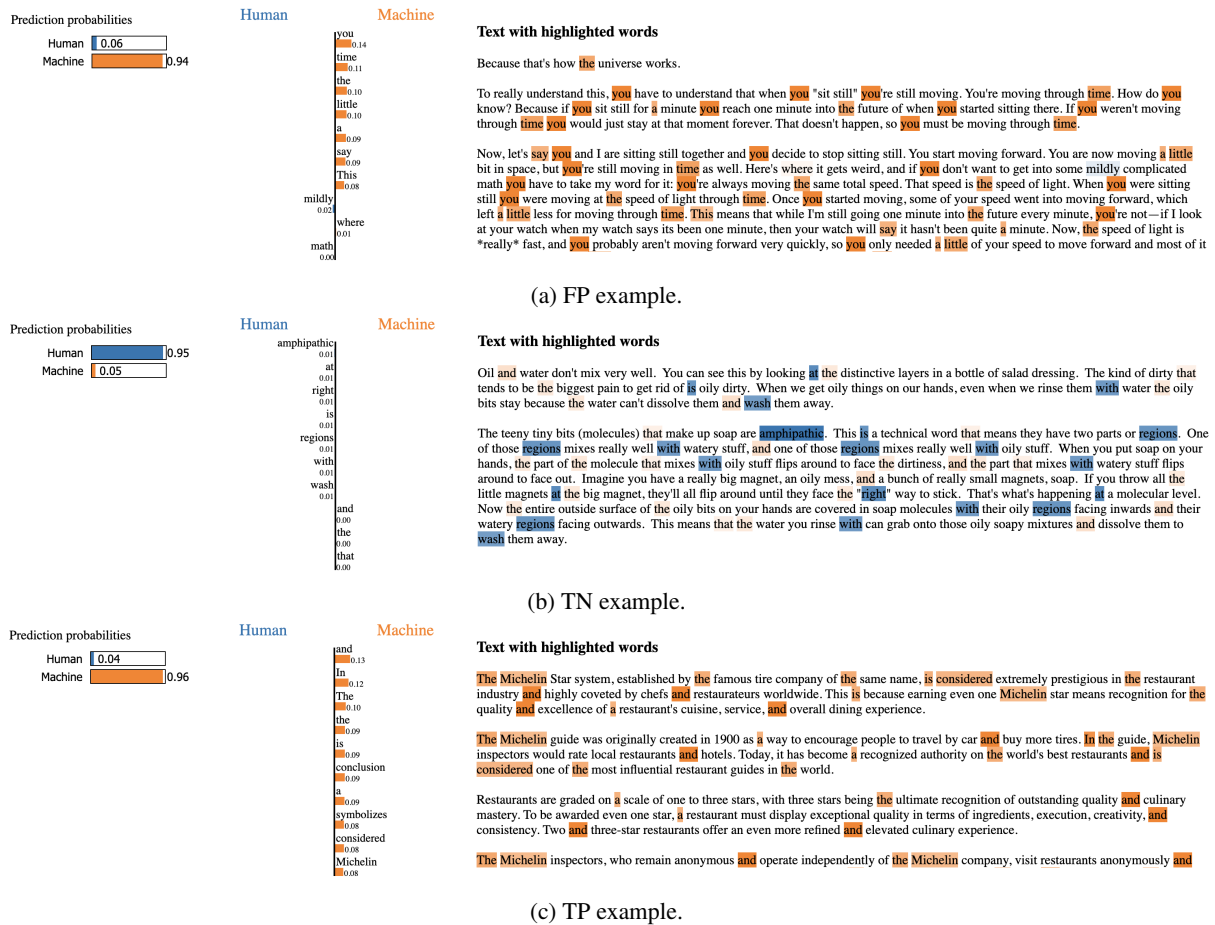 Prediction probabilities
Human 0.06
Machine 0.94
Human Machine
you
0.14
time
0.11
the
0.10
little
0.10
a
0.09
say
0.09
This
0.08
mildly
0.02
where
0.01
math
0.00
Text with highlighted words
Because that's how the universe works.
To really understand this, you have to understand that when you "sit still" you're still moving. You're moving through time. How do you
know? Because if you sit still for a minute you reach one minute into the future of when you started sitting there. If you weren't moving
through time you would just stay at that moment forever. That doesn't happen, so you must be moving through time.
Now, let's say you and I are sitting still together and you decide to stop sitting still. You start moving forward. You are now moving a little
bit in space, but you're still moving in time as well. Here's where it gets weird, and if you don't want to get into some mildly complicated
math you have to take my word for it: you're always moving the same total speed. That speed is the speed of light. When you were sitting
still you were moving at the speed of light through time. Once you started moving, some of your speed went into moving forward, which
left a little less for moving through time. This means that while I'm still going one minute into the future every minute, you're not—if I look
at your watch when my watch says its been one minute, then your watch will say it hasn't been quite a minute. Now, the speed of light is
*really* fast, and you probably aren't moving forward very quickly, so you only needed a little of your speed to move forward and most of it
(a) FP example.
Prediction probabilities
Human 0.95
Machine 0.05
Human Machine
amphipathic
0.01
at
0.01
right
0.01
is
0.01
regions
0.01
with
0.01
wash
0.01
and
0.00
the
0.00
that
0.00
Text with highlighted words
Oil and water don't mix very well. You can see this by looking at the distinctive layers in a bottle of salad dressing. The kind of dirty that
tends to be the biggest pain to get rid of is oily dirty. When we get oily things on our hands, even when we rinse them with water the oily
bits stay because the water can't dissolve them and wash them away.
The teeny tiny bits (molecules) that make up soap are amphipathic. This is a technical word that means they have two parts or regions. One
of those regions mixes really well with watery stuff, and one of those regions mixes really well with oily stuff. When you put soap on your
hands, the part of the molecule that mixes with oily stuff flips around to face the dirtiness, and the part that mixes with watery stuff flips
around to face out. Imagine you have a really big magnet, an oily mess, and a bunch of really small magnets, soap. If you throw all the
little magnets at the big magnet, they'll all flip around until they face the "right" way to stick. That's what's happening at a molecular level.
Now the entire outside surface of the oily bits on your hands are covered in soap molecules with their oily regions facing inwards and their
watery regions facing outwards. This means that the water you rinse with can grab onto those oily soapy mixtures and dissolve them to
wash them away.
(b) TN example.
Prediction probabilities
Human 0.04
Machine 0.96
Human Machine
and
0.13
In
0.12
The
0.10
the
0.09
is
0.09
conclusion
0.09
a
0.09
symbolizes
0.08
considered
0.08
Michelin
0.08
Text with highlighted words
The Michelin Star system, established by the famous tire company of the same name, is considered extremely prestigious in the restaurant
industry and highly coveted by chefs and restaurateurs worldwide. This is because earning even one Michelin star means recognition for the
quality and excellence of a restaurant's cuisine, service, and overall dining experience.
The Michelin guide was originally created in 1900 as a way to encourage people to travel by car and buy more tires. In the guide, Michelin
inspectors would rate local restaurants and hotels. Today, it has become a recognized authority on the world's best restaurants and is
considered one of the most influential restaurant guides in the world.
Restaurants are graded on a scale of one to three stars, with three stars being the ultimate recognition of outstanding quality and culinary
mastery. To be awarded even one star, a restaurant must display exceptional quality in terms of ingredients, execution, creativity, and
consistency. Two and three-star restaurants offer an even more refined and elevated culinary experience.
The Michelin inspectors, who remain anonymous and operate independently of the Michelin company, visit restaurants anonymously and
(c) TP example.